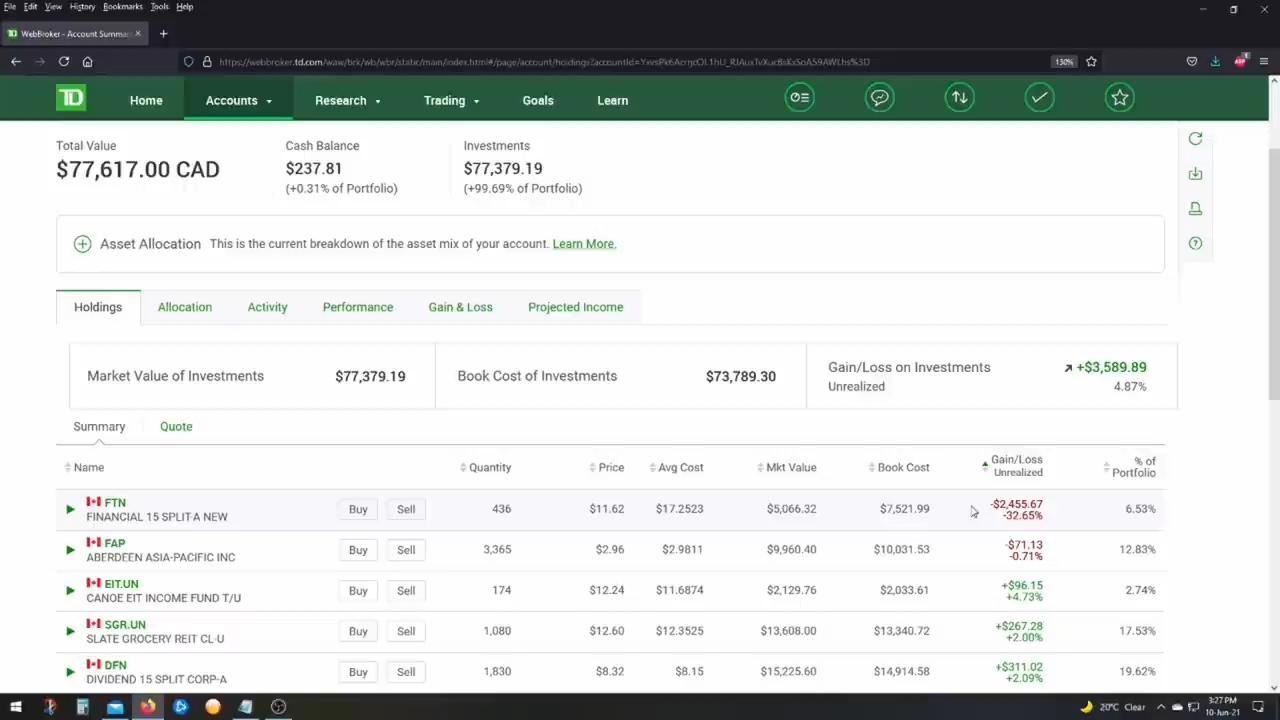 File Edit View History Bookmarks Tools Help
WebBroker - Account Summa
TD Home Accounts Research Trading Goals Learn
130%
Total Value
$77,617.00 CAD
Cash Balance
$237.81
(+0.31% of Portfolio)
Investments
$77,379.19
(+99.69% of Portfolio)
Asset Allocation This is the current breakdown of the asset mix of your account. Learn More.
Holdings Allocation Activity Performance Gain & Loss Projected Income
Market Value of Investments $77,379.19
Book Cost of Investments $73,789.30
Gain/Loss on Investments +$3,589.89
Unrealized 4.87%
Summary Quote
Name Quantity Price Avg Cost Mkt Value Book Cost Gain/Loss Unrealized % of Portfolio
FTN Buy Sell 436 $11.62 $17.2523 $5,066.32 $7,521.99 -$2,455.67 6.53%
FINANCIAL 15 SPLIT-A NEW -32.65%
FAP Buy Sell 3,365 $2.96 $2.9811 $9,960.40 $10,031.53 -$71.13 12.83%
ABERDEEN ASIA-PACIFIC INC -0.71%
EIT.UN Buy Sell 174 $12.24 $11.6874 $2,129.76 $2,033.61 +$96.15 2.74%
CANOE EIT INCOME FUND T/U +4.73%
SGR.UN Buy Sell 1,080 $12.60 $12.3525 $13,608.00 $13,340.72 +$267.28 17.53%
SLATE GROCERY REIT CL-U +2.00%
DFN Buy Sell 1,830 $8.32 $8.15 $15,225.60 $14,914.58 +$311.02 19.62%
DIVIDEND 15 SPLIT CORP-A +2.09%
20°C Clear
3:27 PM
10-Jun-21